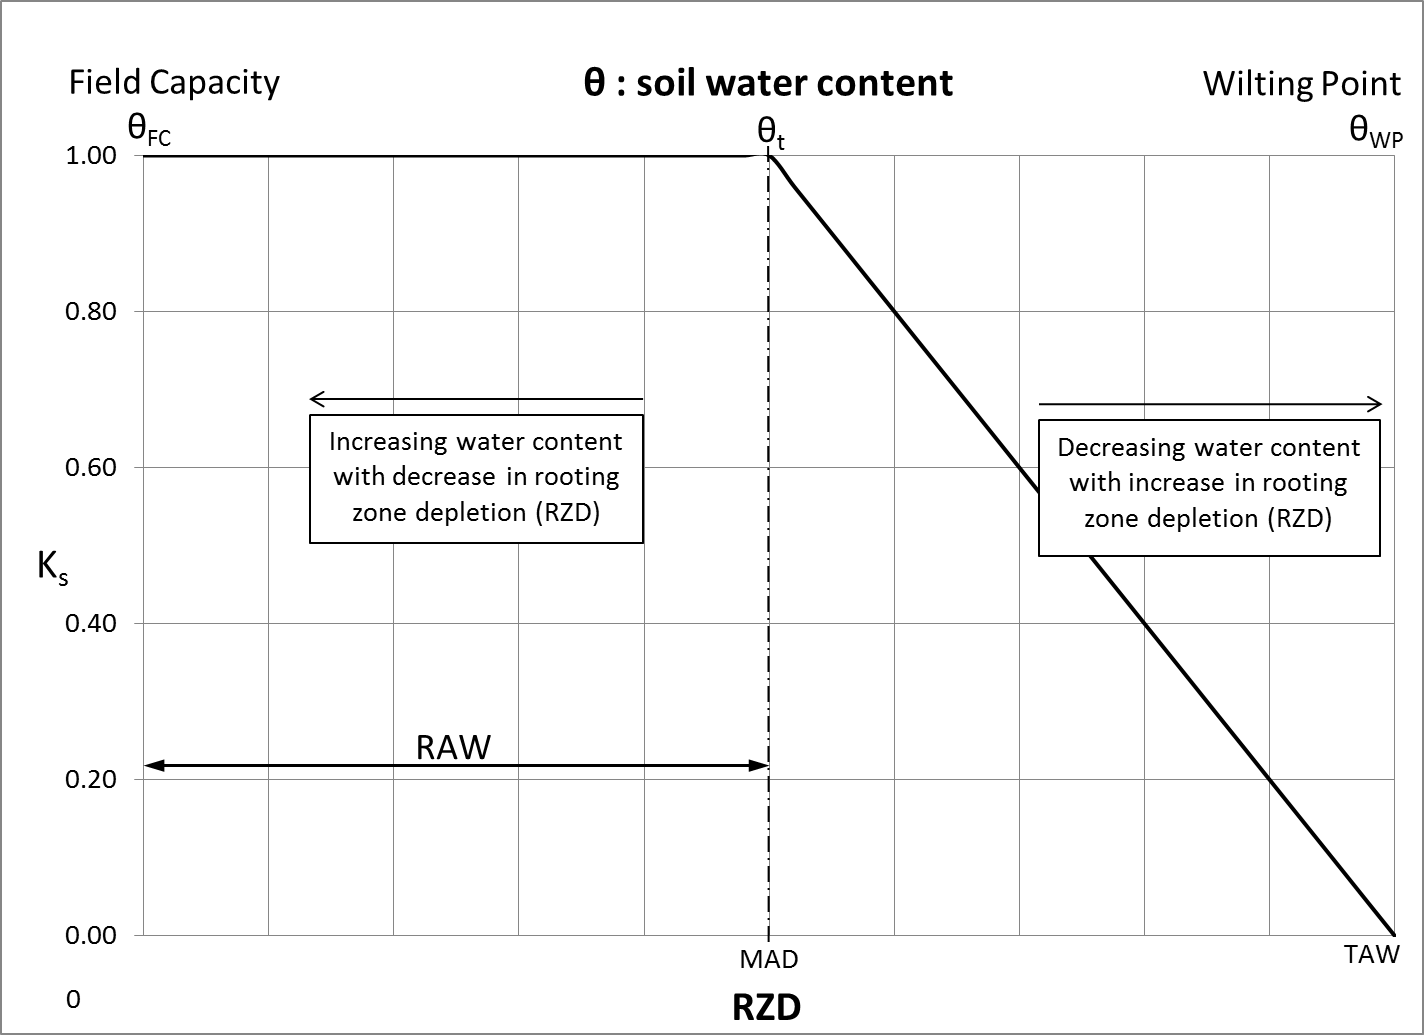 Field Capacity
θ : soil water content
Wilting Point
θFC
θt
θWP
1.00
0.80
0.60
0.40
0.20
0.00
Ks
Increasing water content
with decrease in rooting
zone depletion (RZD)
Decreasing water content
with increase in rooting
zone depletion (RZD)
RAW
MAD
TAW
0
RZD